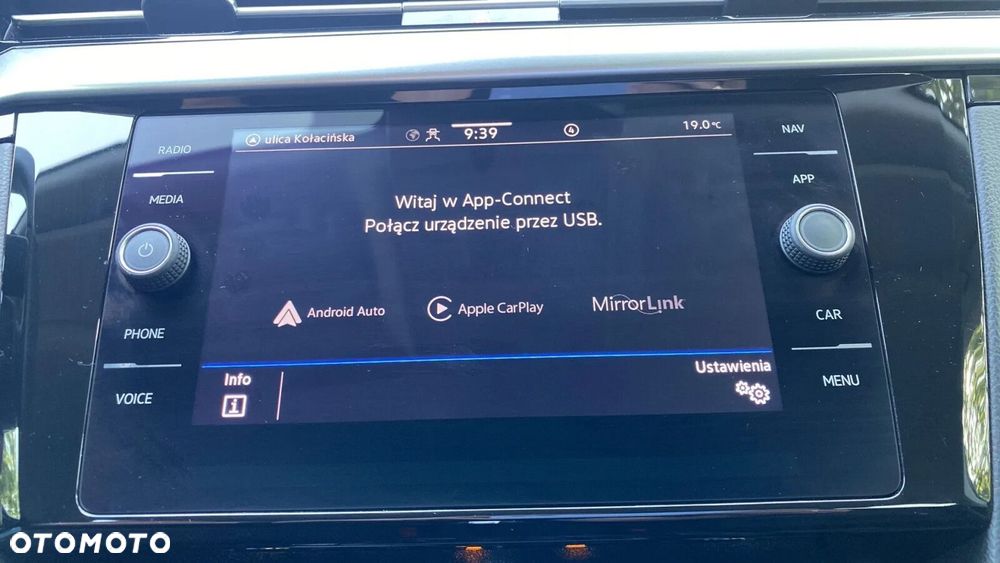 ulica Kołacińska
9:39
4
19.0°C
RADIO
MEDIA
PHONE
VOICE
NAV
APP
CAR
MENU
Witaj w App-Connect
Połącz urządzenie przez USB.
Android Auto
Apple CarPlay
MirrorLink
Info
i
Ustawienia
OTOMOTO